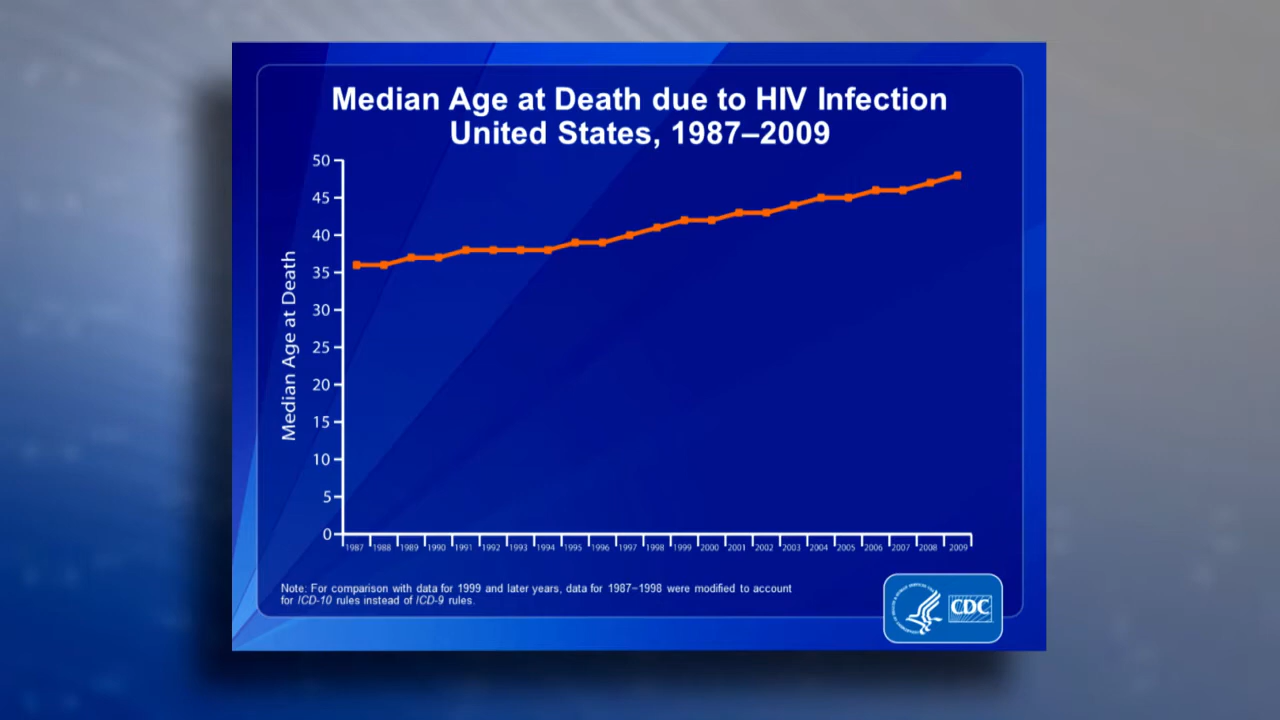 Median Age at Death due to HIV Infection
United States, 1987–2009
Median Age at Death
50
45
40
35
30
25
20
15
10
5
0
1987 1988 1989 1990 1991 1992 1993 1994 1995 1996 1997 1998 1999 2000 2001 2002 2003 2004 2005 2006 2007 2008 2009
Note: For comparison with data for 1999 and later years, data for 1987–1998 were modified to account
for ICD-10 rules instead of ICD-9 rules.
CDC